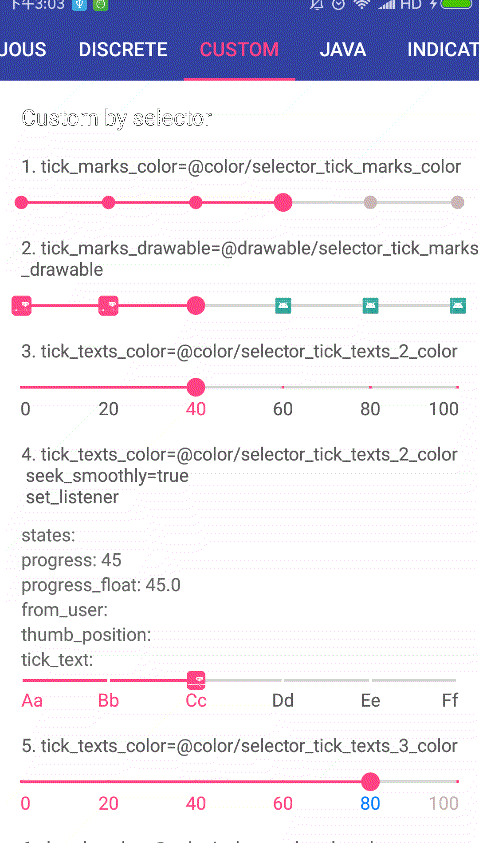 下午3:03 HD
UOUS DISCRETE CUSTOM JAVA INDICAT
Custom by selector
1. tick_marks_color=@color/selector_tick_marks_color
2. tick_marks_drawable=@drawable/selector_tick_marks
_drawable
3. tick_texts_color=@color/selector_tick_texts_2_color
0 20 40 60 80 100
4. tick_texts_color=@color/selector_tick_texts_2_color
seek_smoothly=true
set_listener
states:
progress: 45
progress_float: 45.0
from_user:
thumb_position:
tick_text:
Aa Bb Cc Dd Ee Ff
5. tick_texts_color=@color/selector_tick_texts_3_color
0 20 40 60 80 100